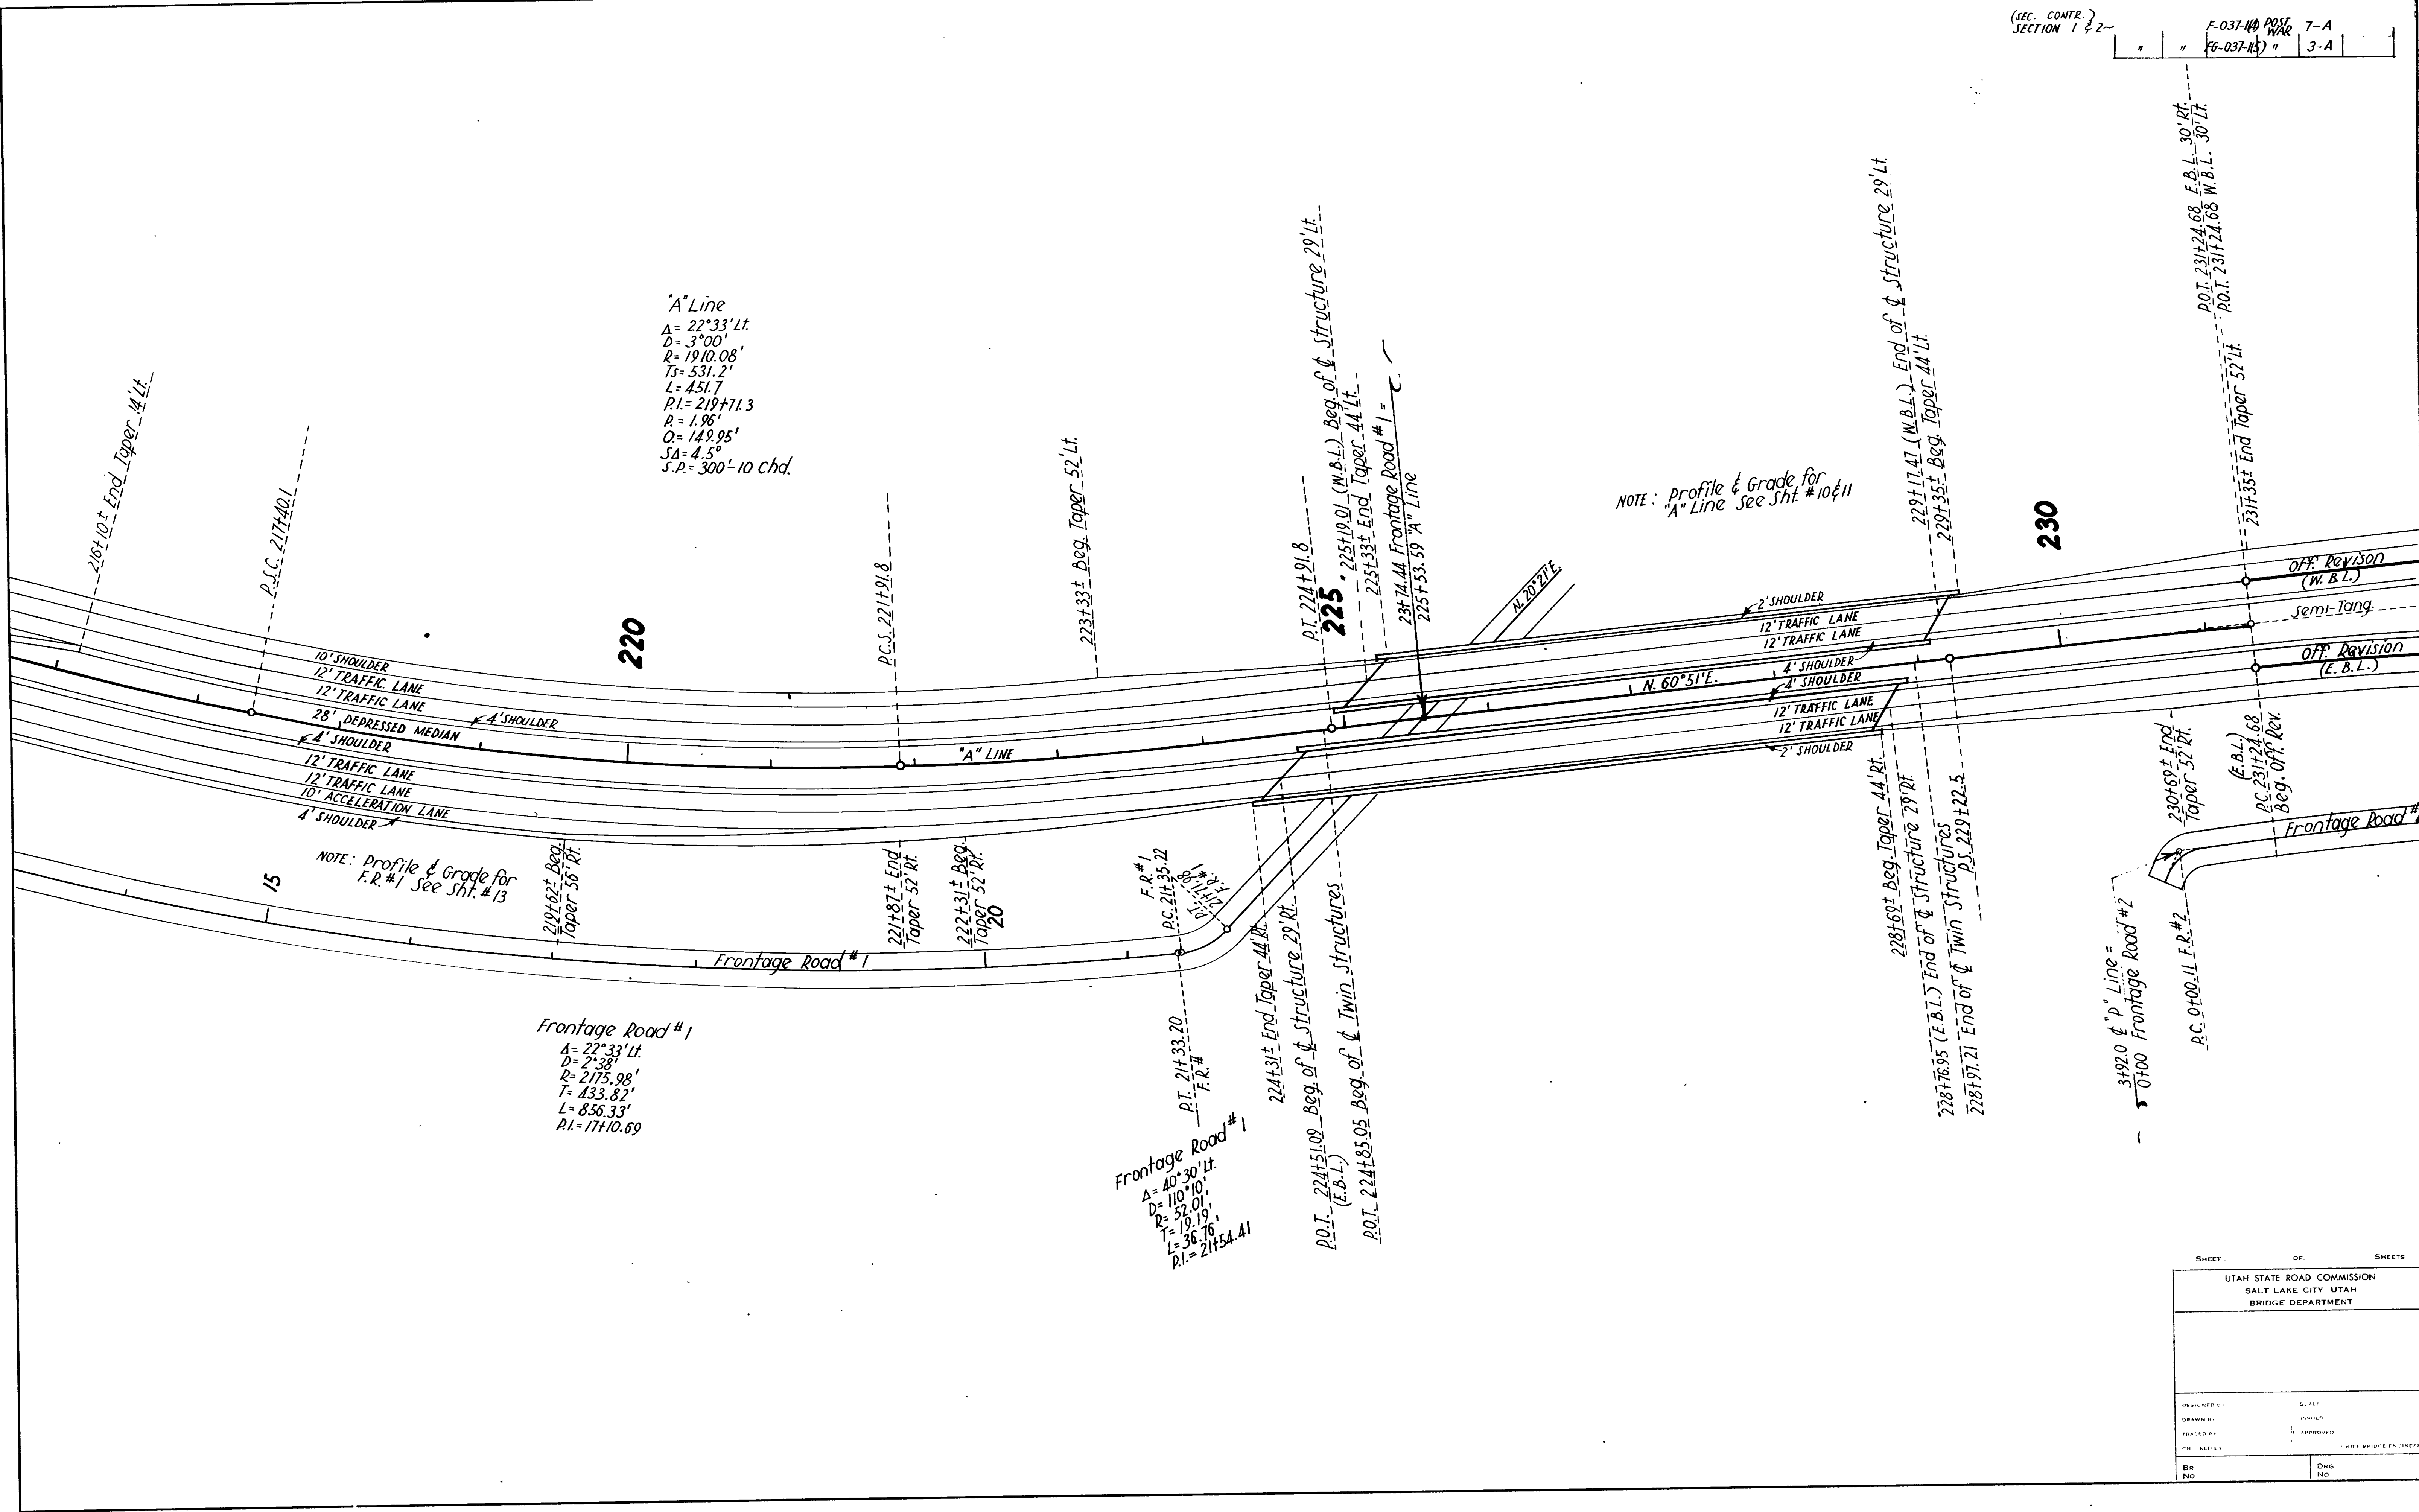 (SEC. CONTR.)
SECTION 1 & 2~
F-037-1(4) POST WAR 7-A
" " FG-037-1(5) " 3-A
"A" Line
Δ= 22°33' Lt.
D= 3°00'
R= 1910.08'
Ts= 531.2'
L= 451.7
P.I.= 219+71.3
P.= 1.96'
O.= 149.95'
SΔ= 4.5°
S.P.= 300'-10 Chd.
216+10± End Taper 14' Lt.
P.S.C. 217+40.1
220
P.C.S. 221+91.8
223+33± Beg. Taper 52' Lt.
P.T. 224+91.8
225
225+19.01 (W.B.L.) Beg. of ℄ Structure 29' Lt.
225+33± End Taper 44' Lt.
23+74.44 Frontage Road #1 =
225+53.59 "A" Line
N. 20°21' E.
NOTE: Profile & Grade for
"A" Line See Sht. #10&11
229+17.47 (W.B.L.) End of ℄ Structure 29' Lt.
229+35± Beg. Taper 44' Lt.
230
P.O.T. 231+24.68 E.B.L. 30' Rt.
P.O.T. 231+24.68 W.B.L. 30' Lt.
231+35± End Taper 52' Lt.
Off. Revison
(W.B.L.)
Semi-Tang.
Off. Revision
(E.B.L.)
10' SHOULDER
12' TRAFFIC LANE
12' TRAFFIC LANE
4' SHOULDER
28' DEPRESSED MEDIAN
4' SHOULDER
12' TRAFFIC LANE
12' TRAFFIC LANE
10' ACCELERATION LANE
4' SHOULDER
"A" LINE
2' SHOULDER
12' TRAFFIC LANE
12' TRAFFIC LANE
4' SHOULDER
N. 60°51' E.
4' SHOULDER
12' TRAFFIC LANE
12' TRAFFIC LANE
2' SHOULDER
NOTE: Profile & Grade for
F.R. #1 See Sht. #13
15
219+62± Beg.
Taper 56' Rt.
221+87± End
Taper 52' Rt.
222+31± Beg.
Taper 52' Rt.
20
Frontage Road #1
F.R. #1
P.C. 21+35.22
P.T. 21+71.98
F.R. #1
P.T. 21+33.20
F.R. #
224+31± End Taper 44' Rt.
P.O.T. 224+51.09 Beg. of ℄ Structure 29' Rt.
(E.B.L.)
P.O.T. 224+85.05 Beg. of ℄ Twin Structures
228+69± Beg. Taper 44' Rt.
228+76.95 (E.B.L.) End of ℄ Structure 29' Rt.
228+97.21 End of ℄ Twin Structures
P.S. 229+22.5
230+69± End
Taper 52' Rt.
(E.B.L.)
P.C. 231+24.68
Beg. Off. Rev.
Frontage Road #
3+92.0 ℄ "P" Line =
0+00 Frontage Road #2
P.C. 0+00.11 F.R. #2
Frontage Road #1
Δ= 22°33' Lt.
D= 2°38'
R= 2175.98'
T= 433.82'
L= 856.33'
P.I.= 17+10.69
Frontage Road #1
Δ= 40°30' Lt.
D= 110°10'
R= 52.01'
T= 19.19'
L= 36.76'
P.I.= 21+54.41
SHEET OF SHEETS
UTAH STATE ROAD COMMISSION
SALT LAKE CITY UTAH
BRIDGE DEPARTMENT
DESIGNED BY SCALE
DRAWN BY ISSUED
TRACED BY APPROVED
CHECKED BY CHIEF BRIDGE ENGINEER
BR NO DRG NO